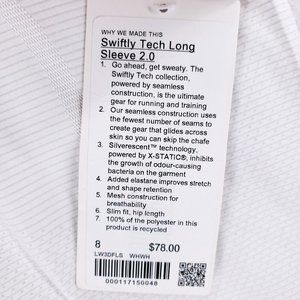 WHY WE MADE THIS
Swiftly Tech Long
Sleeve 2.0
1. Go ahead, get sweaty. The
Swiftly Tech collection,
powered by seamless
construction, is the ultimate
gear for running and training
2. Our seamless construction uses
the fewest number of seams to
create gear that glides across
skin so you can skip the chafe
3. Silverescent™ technology,
powered by X-STATIC®, inhibits
the growth of odour-causing
bacteria on the garment
4. Added elastane improves stretch
and shape retention
5. Mesh construction for
breathability
6. Slim fit, hip length
7. 100% of the polyester in this
product is recycled
8 $78.00
LW3DFLS WHWH
000117150048